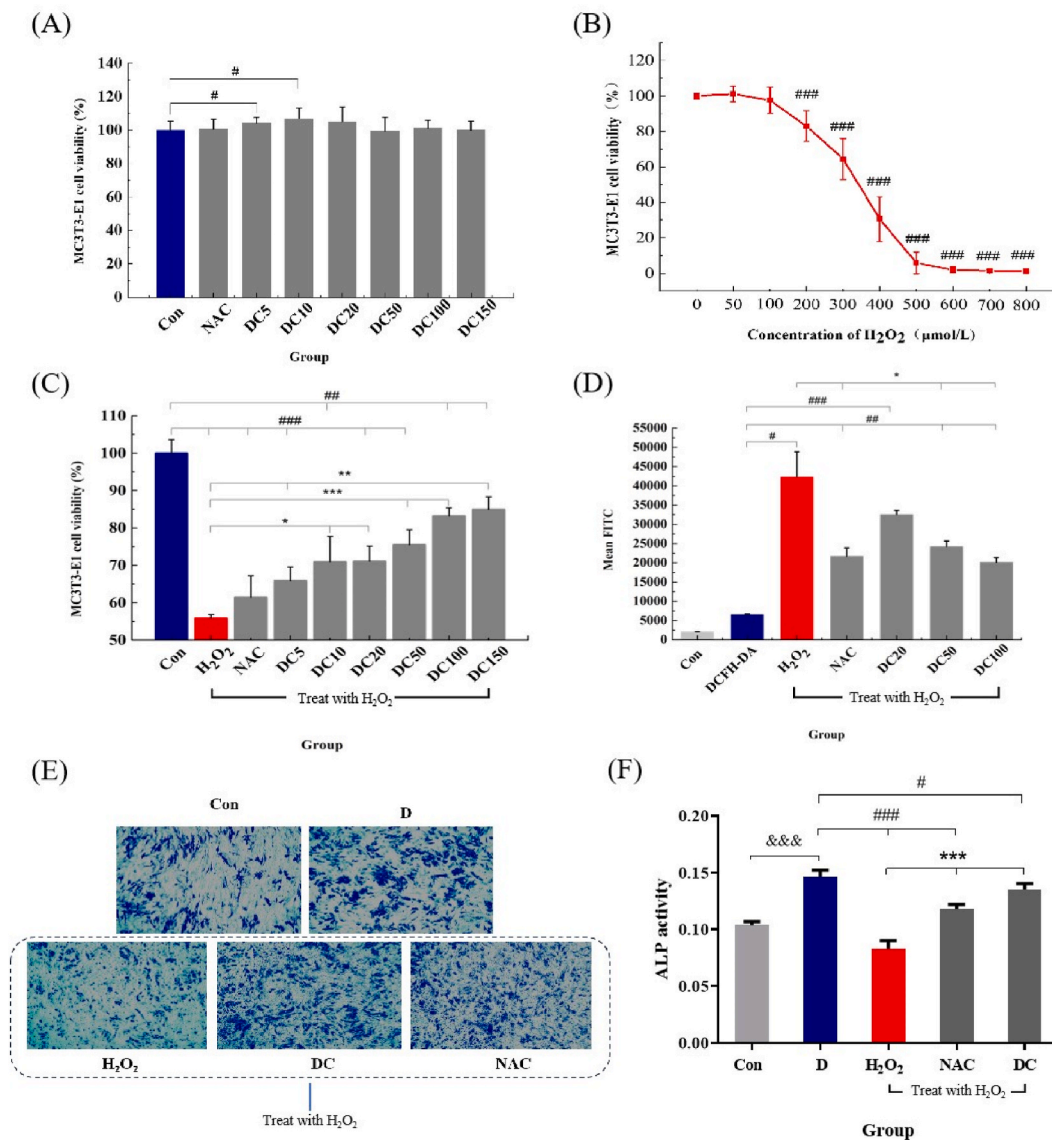 (A)
MC3T3-E1 cell viability (%)
140
120
100
80
60
40
20
0
#
#
Con
NAC
DC5
DC10
DC20
DC50
DC100
DC150
Group
(B)
MC3T3-E1 cell viability (%)
120
100
80
60
40
20
0
###
###
###
###
###
###
###
0
50
100
200
300
400
500
600
700
800
Concentration of H₂O₂ (μmol/L)
(C)
MC3T3-E1 cell viability (%)
110
100
90
80
70
60
50
##
###
**
***
*
Con
H₂O₂
NAC
DC5
DC10
DC20
DC50
DC100
DC150
Treat with H₂O₂
Group
(D)
Mean FITC
55000
50000
45000
40000
35000
30000
25000
20000
15000
10000
5000
0
*
###
##
#
Con
DCFH-DA
H₂O₂
NAC
DC20
DC50
DC100
Treat with H₂O₂
Group
(E)
Con
D
H₂O₂
DC
NAC
Treat with H₂O₂
(F)
ALP activity
0.20
0.15
0.10
0.05
0.00
#
###
&&&
***
Con
D
H₂O₂
NAC
DC
Treat with H₂O₂
Group